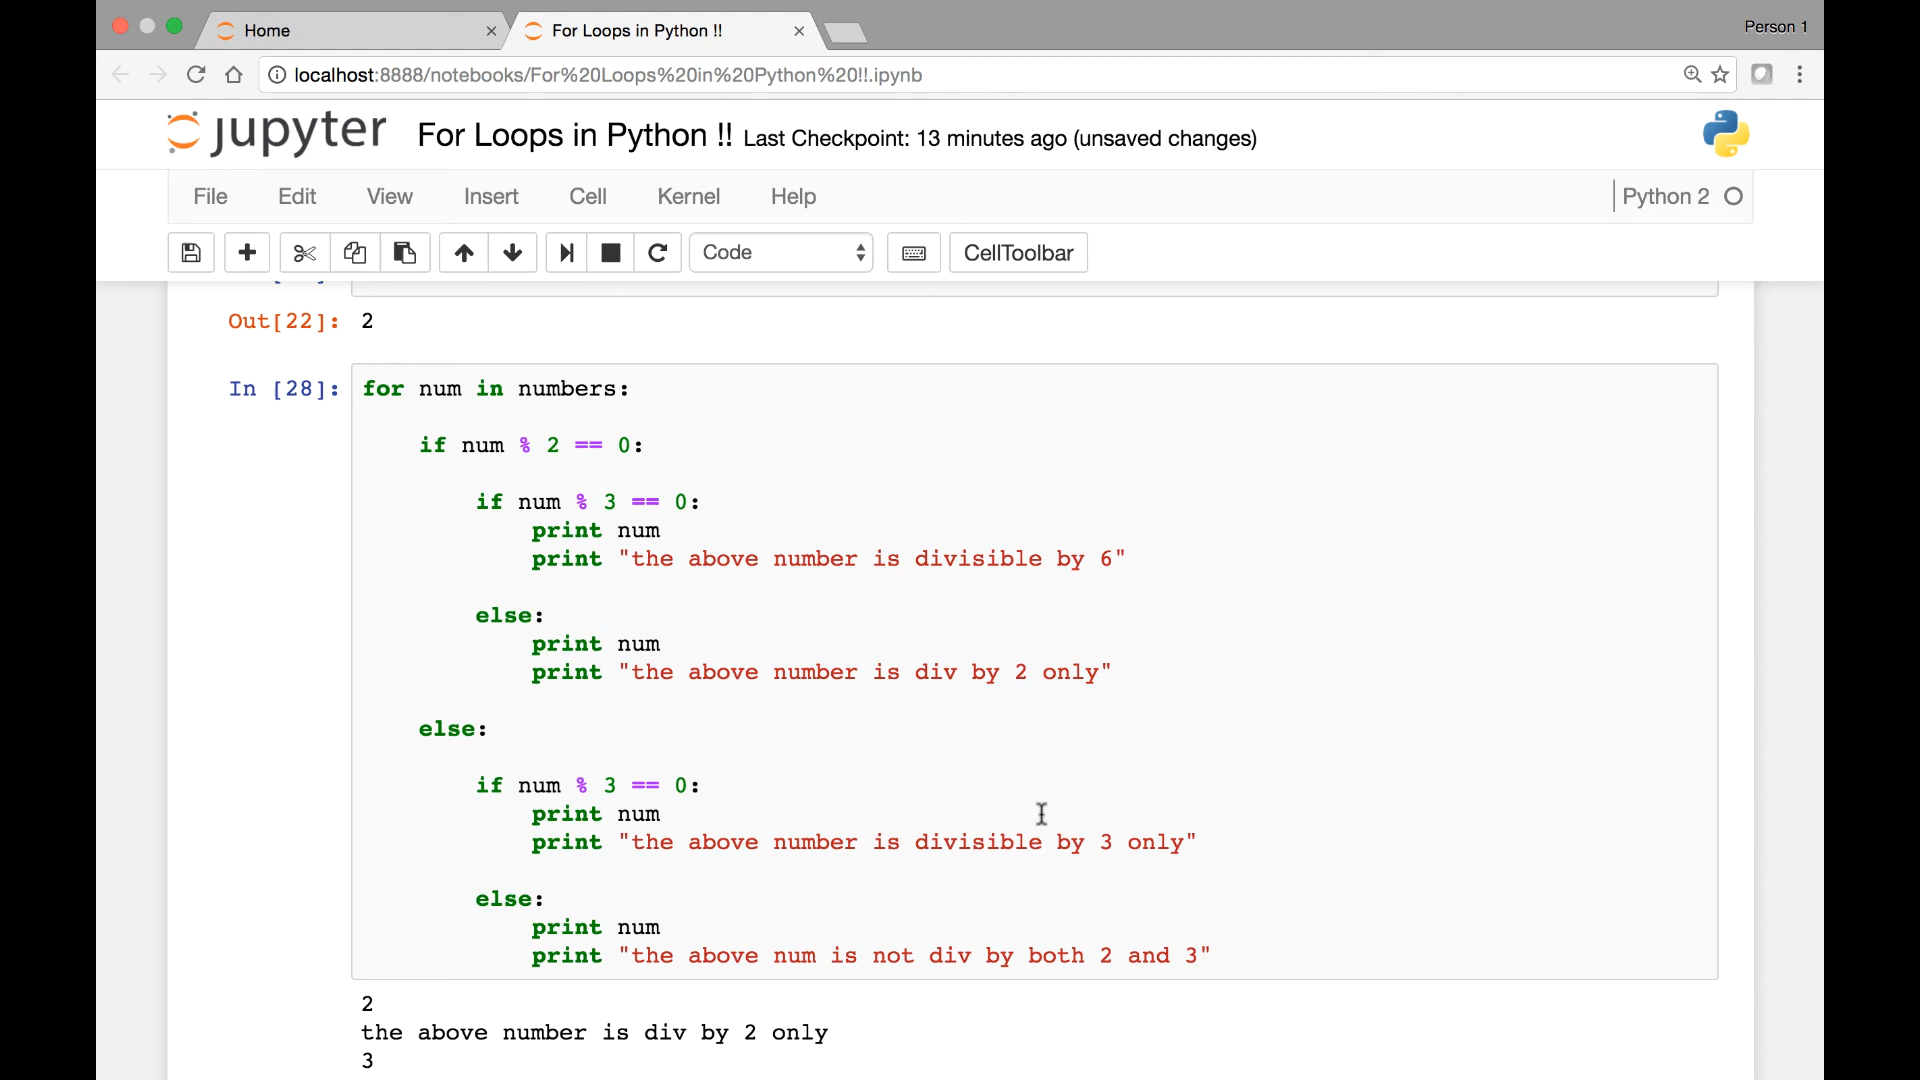 Home
For Loops in Python !!
Person 1
localhost:8888/notebooks/For%20Loops%20in%20Python%20!!.ipynb
jupyter For Loops in Python !! Last Checkpoint: 13 minutes ago (unsaved changes)
File Edit View Insert Cell Kernel Help Python 2
Code CellToolbar
Out[22]: 2
In [28]: for num in numbers:
if num % 2 == 0:
if num % 3 == 0:
print num
print "the above number is divisible by 6"
else:
print num
print "the above number is div by 2 only"
else:
if num % 3 == 0:
print num
print "the above number is divisible by 3 only"
else:
print num
print "the above num is not div by both 2 and 3"
2
the above number is div by 2 only
3